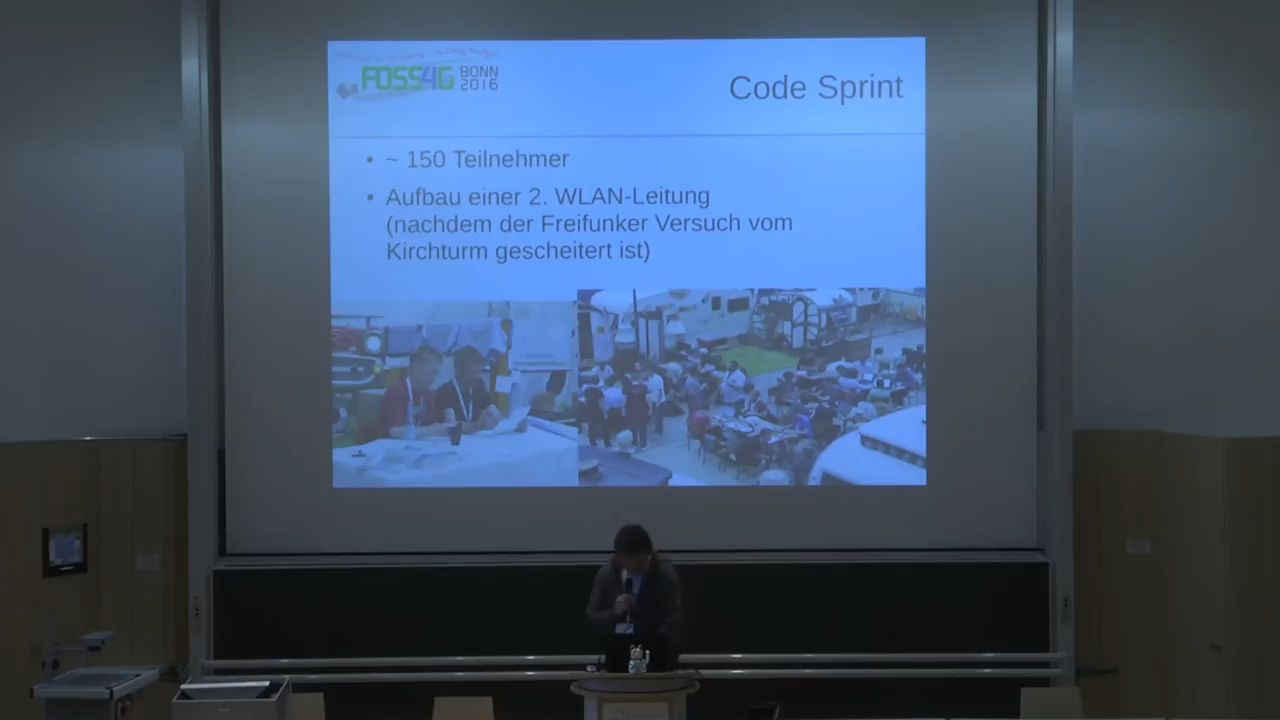 FOSS4G BONN
2016
Code Sprint
• ~ 150 Teilnehmer
• Aufbau einer 2. WLAN-Leitung
(nachdem der Freifunker Versuch vom
Kirchturm gescheitert ist)